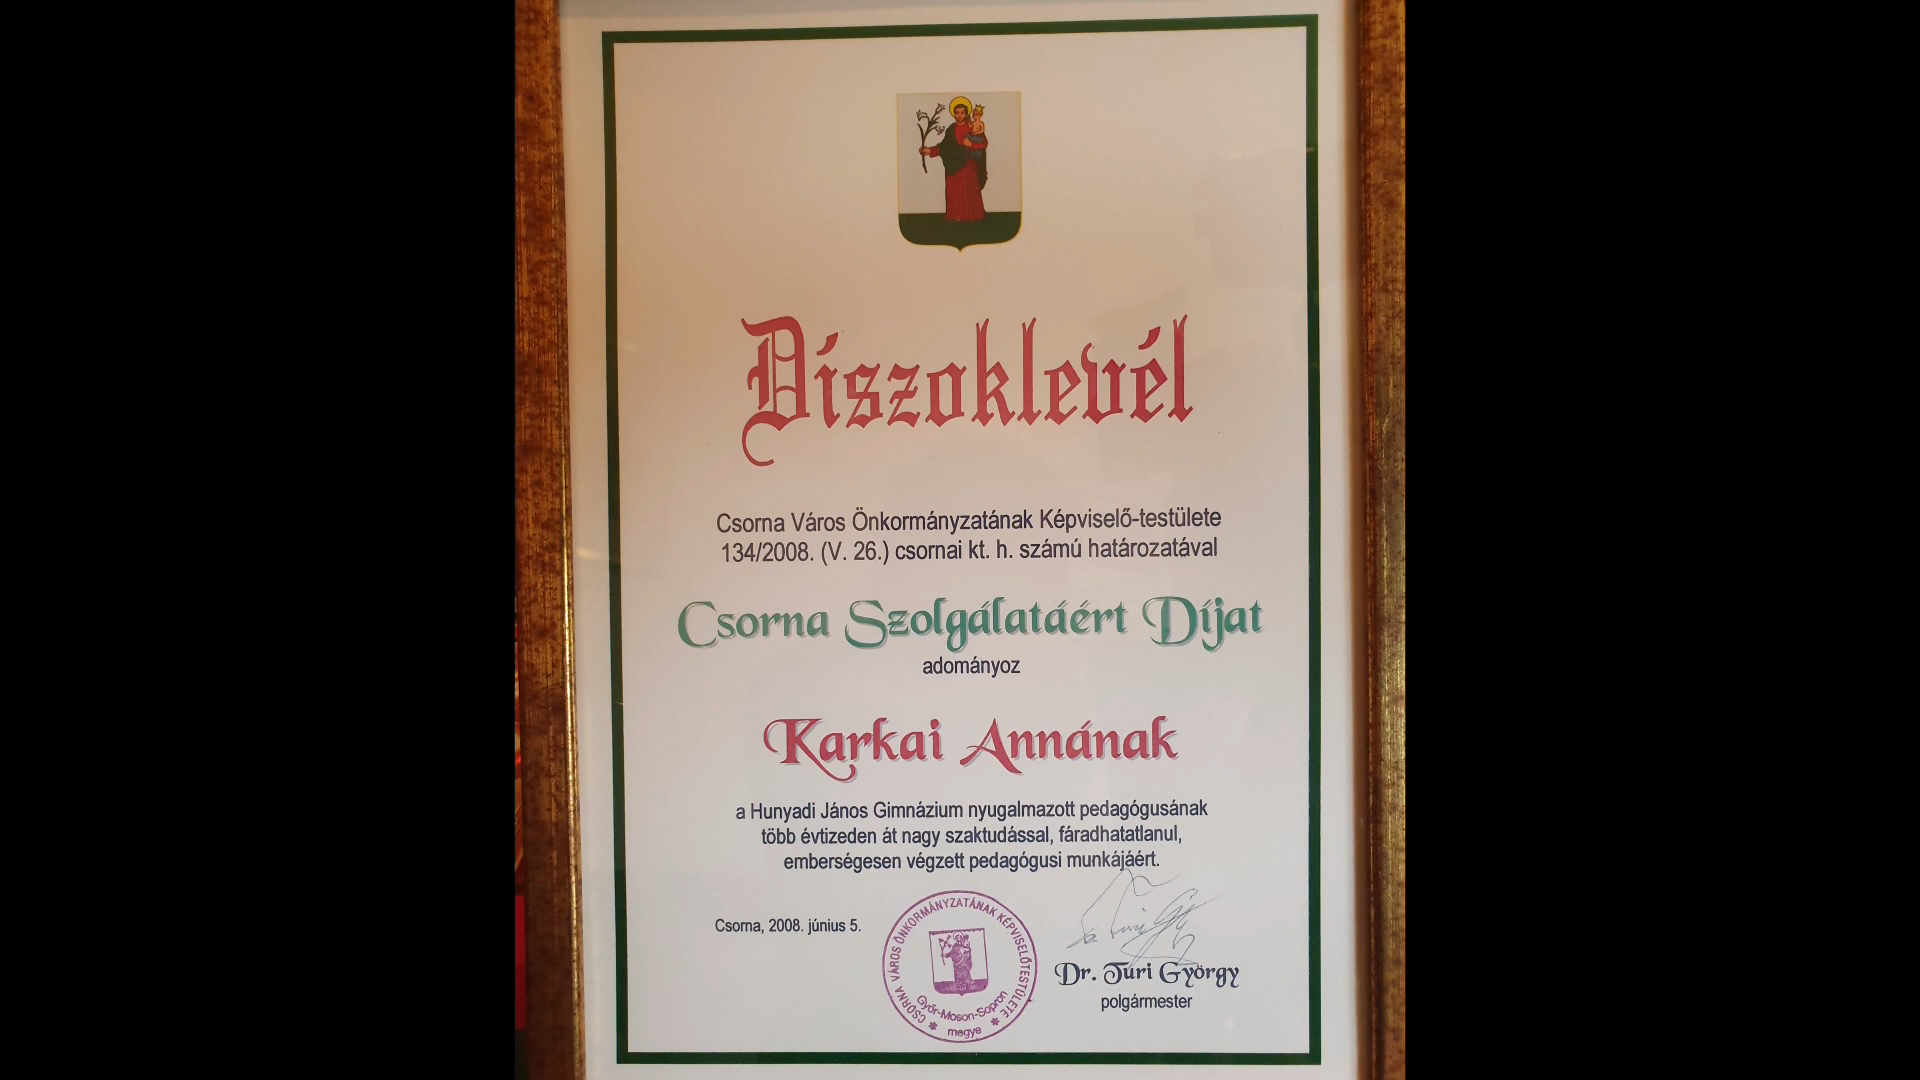 Díszoklevél
Csorna Város Önkormányzatának Képviselő-testülete
134/2008. (V. 26.) csornai kt. h. számú határozatával
Csorna Szolgálatáért Díjat
adományoz
Karkai Annának
a Hunyadi János Gimnázium nyugalmazott pedagógusának
több évtizeden át nagy szaktudással, fáradhatatlanul,
emberségesen végzett pedagógusi munkájáért.
Csorna, 2008. június 5.
CSORNA VÁROS ÖNKORMÁNYZATÁNAK KÉPVISELŐTESTÜLETE
Győr-Moson-Sopron
megye
Dr. Turi György
polgármester